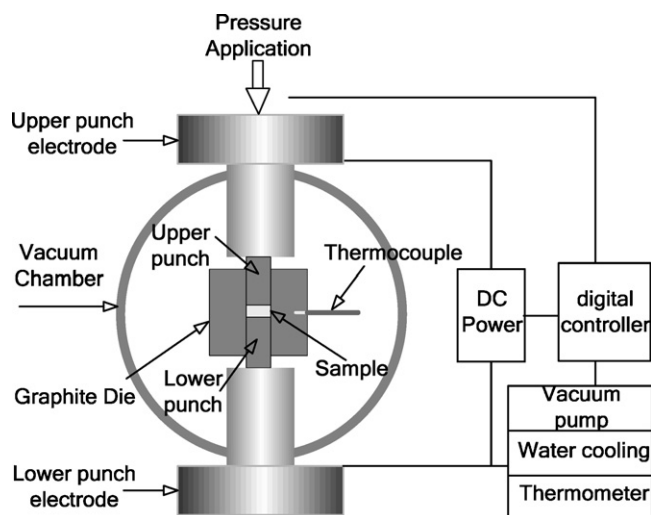 Pressure
Application
Upper punch
electrode
Upper
punch
Thermocouple
Vacuum
Chamber
DC
Power
digital
controller
Graphite Die
Lower
punch
Sample
Vacuum
pump
Water cooling
Lower punch
electrode
Thermometer